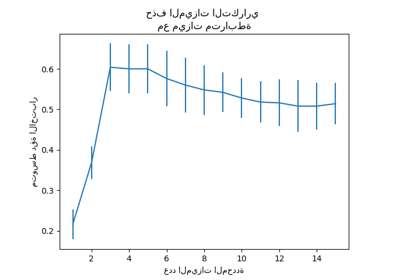 حذف الميزات التكراري
مع ميزات مترابطة
متوسط دقة الاختبار
0.6
0.5
0.4
0.3
0.2
2 4 6 8 10 12 14
عدد الميزات المحددة